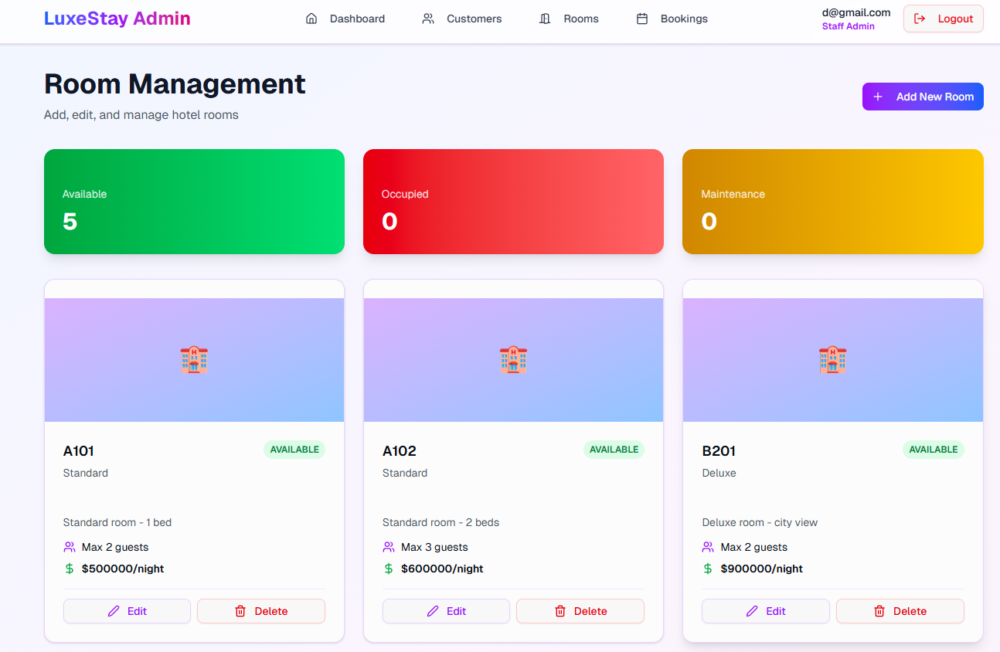 LuxeStay Admin
Dashboard
Customers
Rooms
Bookings
d@gmail.com
Staff Admin
Logout
Room Management
Add, edit, and manage hotel rooms
Add New Room
Available
5
Occupied
0
Maintenance
0
A101
AVAILABLE
Standard
Standard room - 1 bed
Max 2 guests
$500000/night
Edit
Delete
A102
AVAILABLE
Standard
Standard room - 2 beds
Max 3 guests
$600000/night
Edit
Delete
B201
AVAILABLE
Deluxe
Deluxe room - city view
Max 2 guests
$900000/night
Edit
Delete